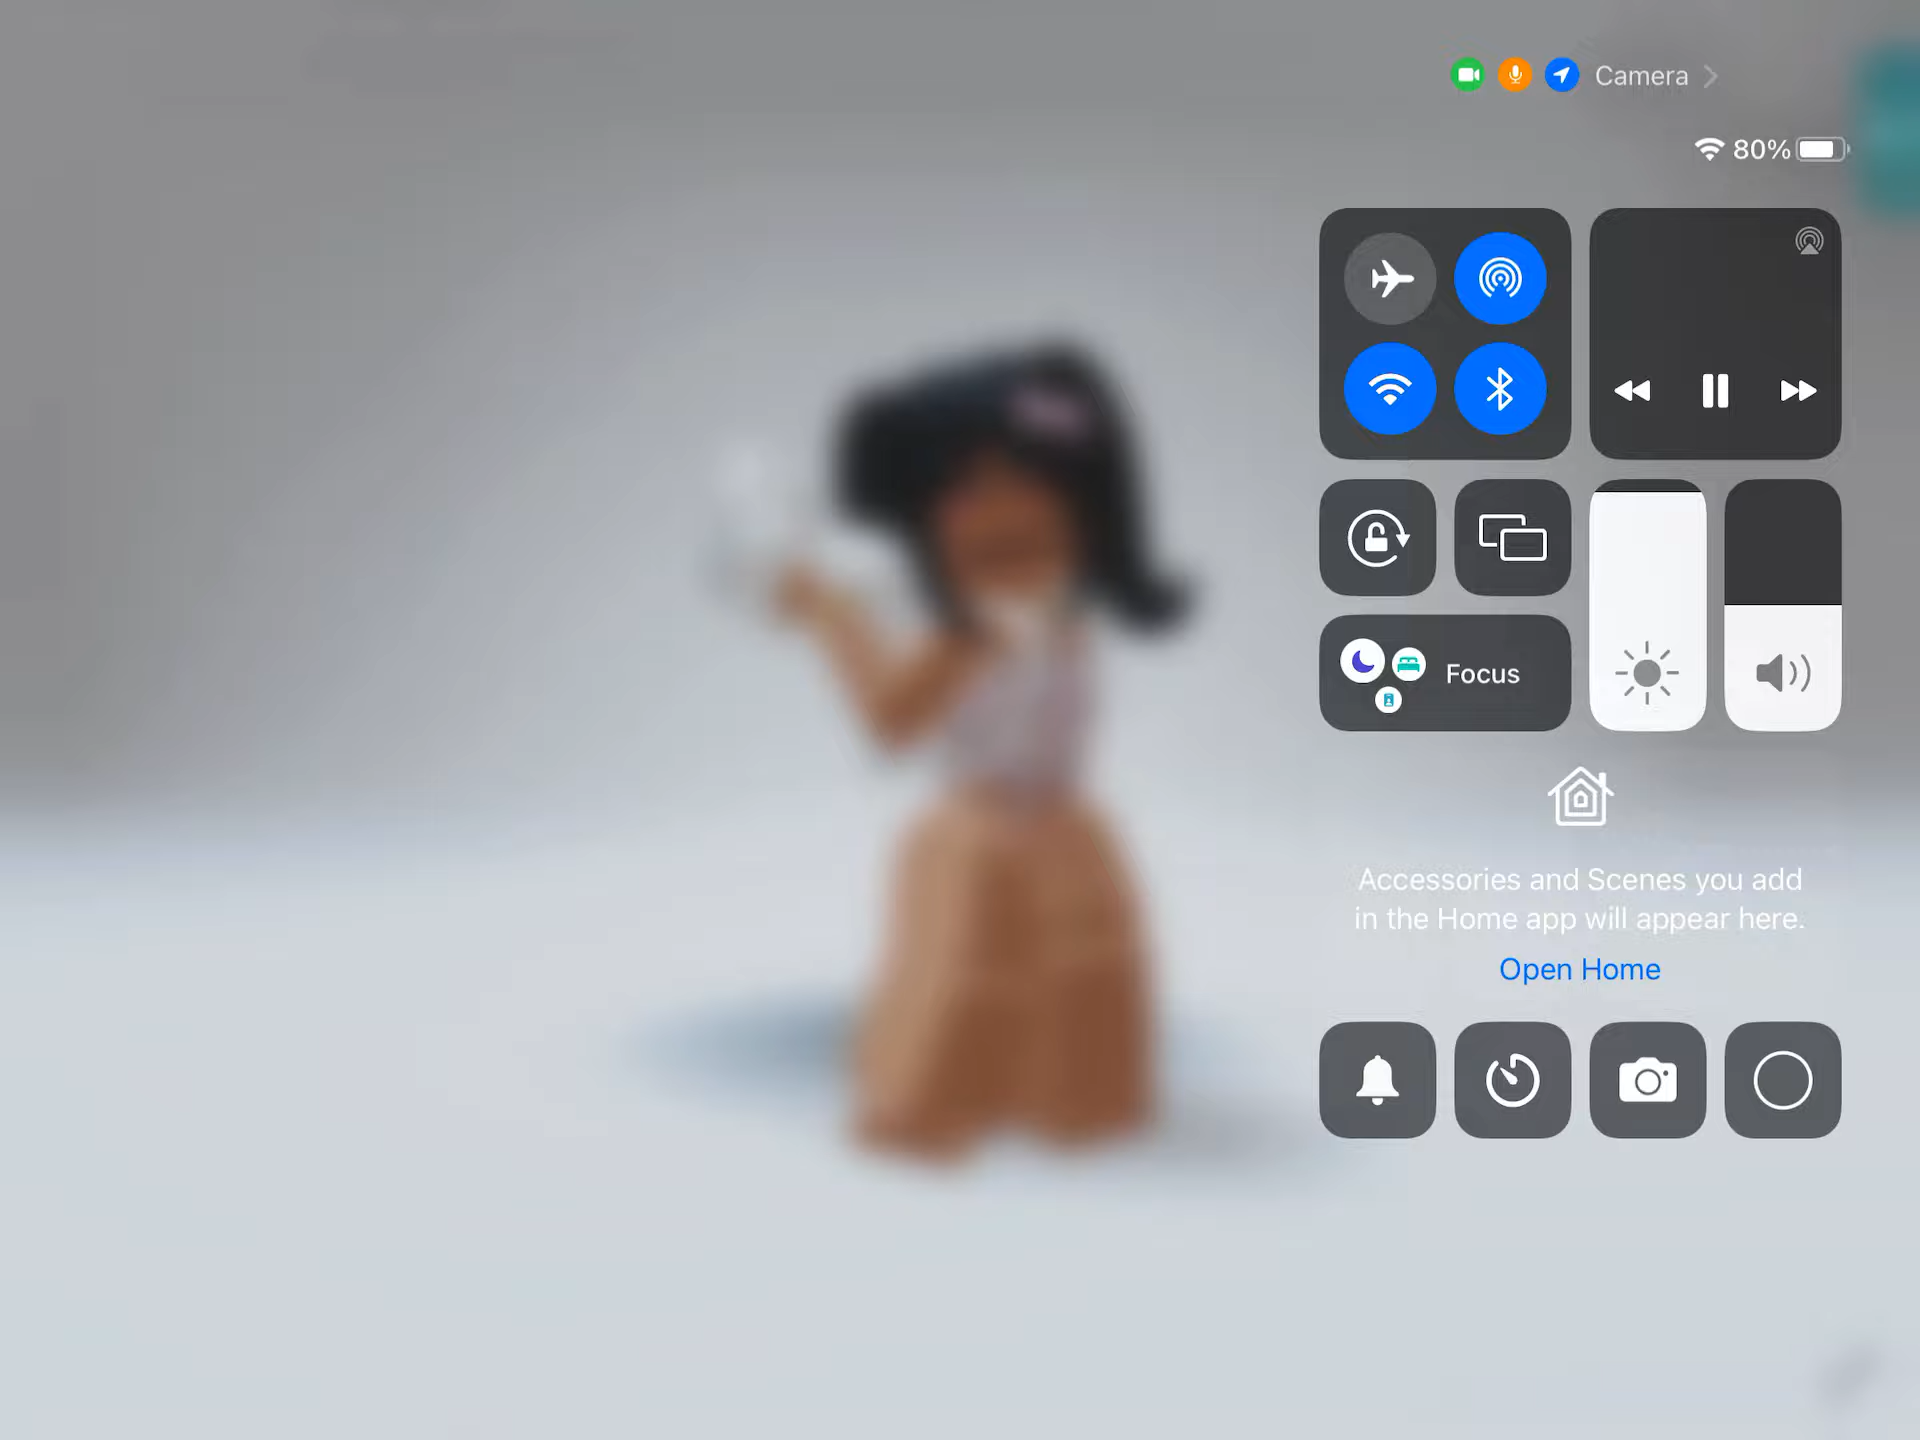 Camera
80%
Focus
Accessories and Scenes you add
in the Home app will appear here.
Open Home